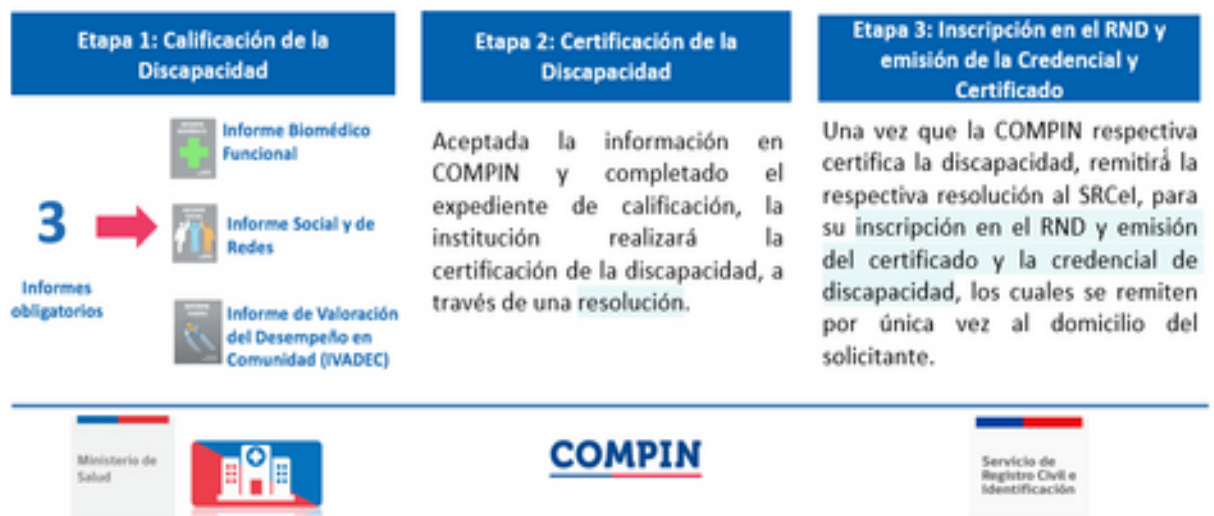 Etapa 1: Calificación de la
Discapacidad
3
Informes
obligatorios
Informe Biomédico
Funcional
Informe Social y de
Redes
Informe de Valoración
del Desempeño en
Comunidad (IVADEC)
Etapa 2: Certificación de la
Discapacidad
Aceptada la información en
COMPIN y completado el
expediente de calificación, la
institución realizará la
certificación de la discapacidad, a
través de una resolución.
Etapa 3: Inscripción en el RND y
emisión de la Credencial y
Certificado
Una vez que la COMPIN respectiva
certifica la discapacidad, remitirá la
respectiva resolución al SRCeI, para
su inscripción en el RND y emisión
del certificado y la credencial de
discapacidad, los cuales se remiten
por única vez al domicilio del
solicitante.
Ministerio de
Salud
COMPIN
Servicio de
Registro Civil e
Identificación